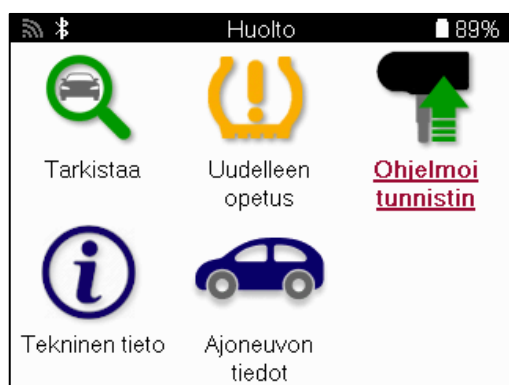 Huolto 89%
Tarkistaa
Uudelleen
opetus
Ohjelmoi
tunnistin
Tekninen tieto
Ajoneuvon
tiedot